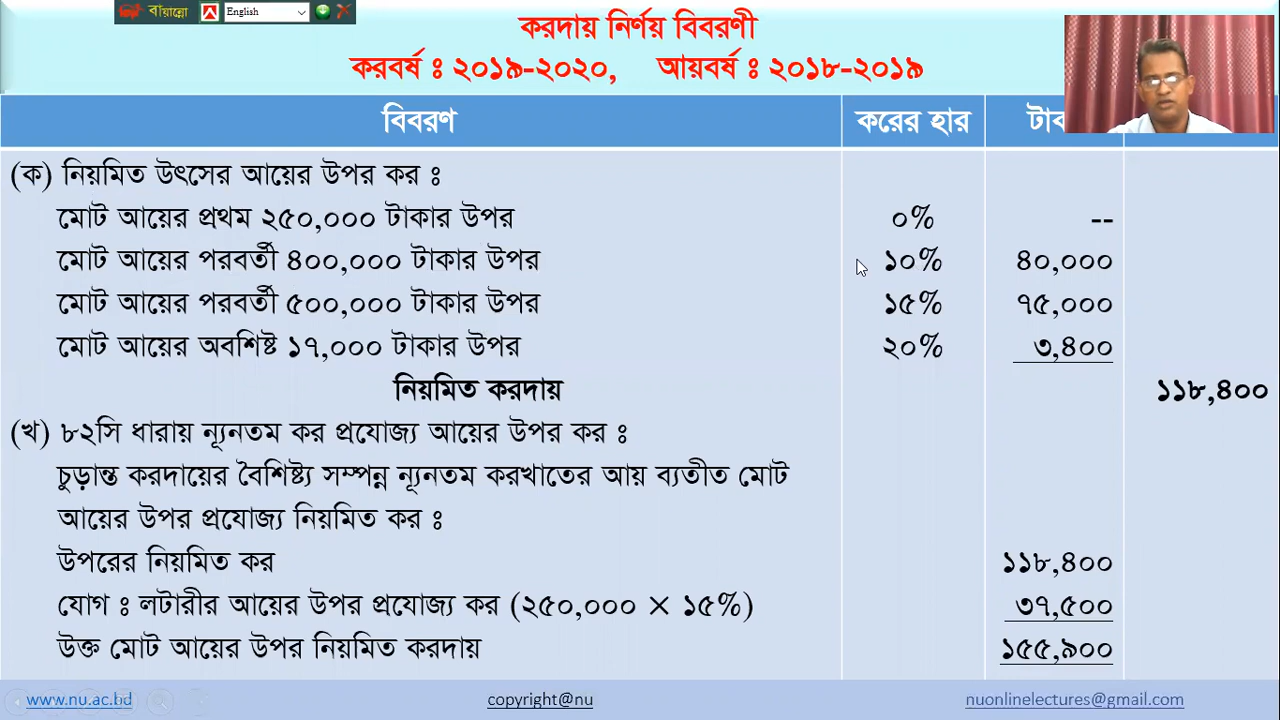 বায়ান্নো English
করদায় নির্ণয় বিবরণী
করবর্ষ ঃ ২০১৯-২০২০, আয়বর্ষ ঃ ২০১৮-২০১৯
বিবরণ করের হার
(ক) নিয়মিত উৎসের আয়ের উপর কর ঃ
মোট আয়ের প্রথম ২৫০,০০০ টাকার উপর ০% --
মোট আয়ের পরবর্তী ৪০০,০০০ টাকার উপর ১০% ৪০,০০০
মোট আয়ের পরবর্তী ৫০০,০০০ টাকার উপর ১৫% ৭৫,০০০
মোট আয়ের অবশিষ্ট ১৭,০০০ টাকার উপর ২০% ৩,৪০০
নিয়মিত করদায় ১১৮,৪০০
(খ) ৮২সি ধারায় ন্যূনতম কর প্রযোজ্য আয়ের উপর কর ঃ
চুড়ান্ত করদায়ের বৈশিষ্ট্য সম্পন্ন ন্যূনতম করখাতের আয় ব্যতীত মোট
আয়ের উপর প্রযোজ্য নিয়মিত কর ঃ
উপরের নিয়মিত কর ১১৮,৪০০
যোগ ঃ লটারীর আয়ের উপর প্রযোজ্য কর (২৫০,০০০ × ১৫%) ৩৭,৫০০
উক্ত মোট আয়ের উপর নিয়মিত করদায় ১৫৫,৯০০
www.nu.ac.bd copyright@nu nuonlinelectures@gmail.com